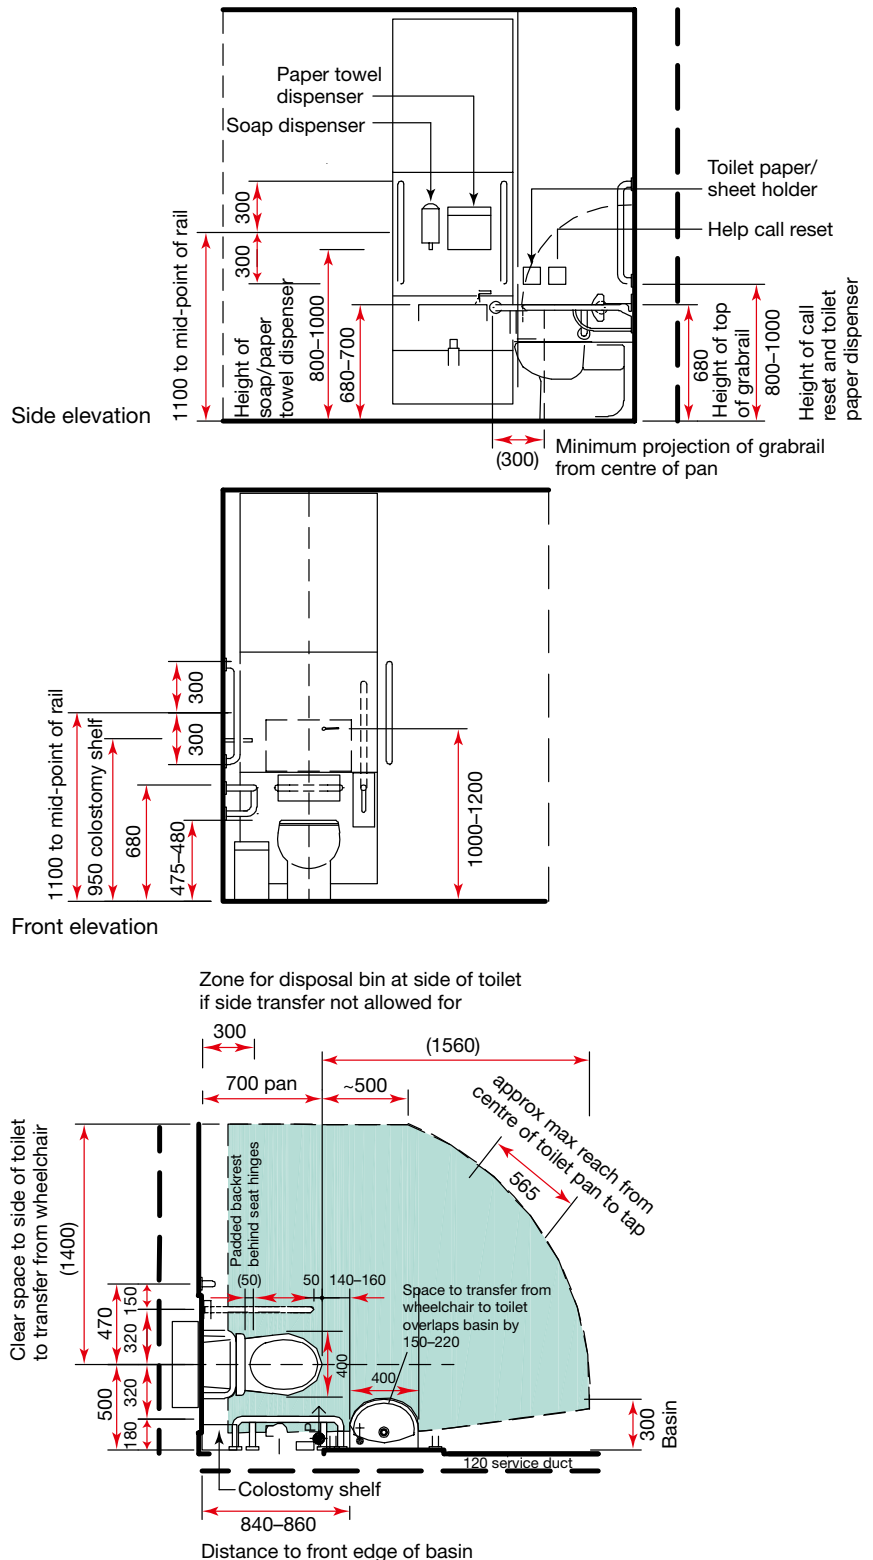 Paper towel
dispenser
Soap dispenser
Toilet paper/
sheet holder
Help call reset
300
300
1100 to mid-point of rail
Height of
soap/paper
towel dispenser
800–1000
680–700
680
Height of top
of grabrail
800–1000
Height of call
reset and toilet
paper dispenser
Side elevation
(300)
Minimum projection of grabrail
from centre of pan
300
300
1100 to mid-point of rail
950 colostomy shelf
680
475–480
1000–1200
Front elevation
Zone for disposal bin at side of toilet
if side transfer not allowed for
300
(1560)
700 pan
~500
approx max reach from
centre of toilet pan to tap
565
Clear space to side of toilet
to transfer from wheelchair
(1400)
Padded backrest
behind seat hinges
(50)
50
140–160
Space to transfer from
wheelchair to toilet
overlaps basin by
150–220
470
150
320
400
400
500
320
180
300
Basin
120 service duct
Colostomy shelf
840–860
Distance to front edge of basin